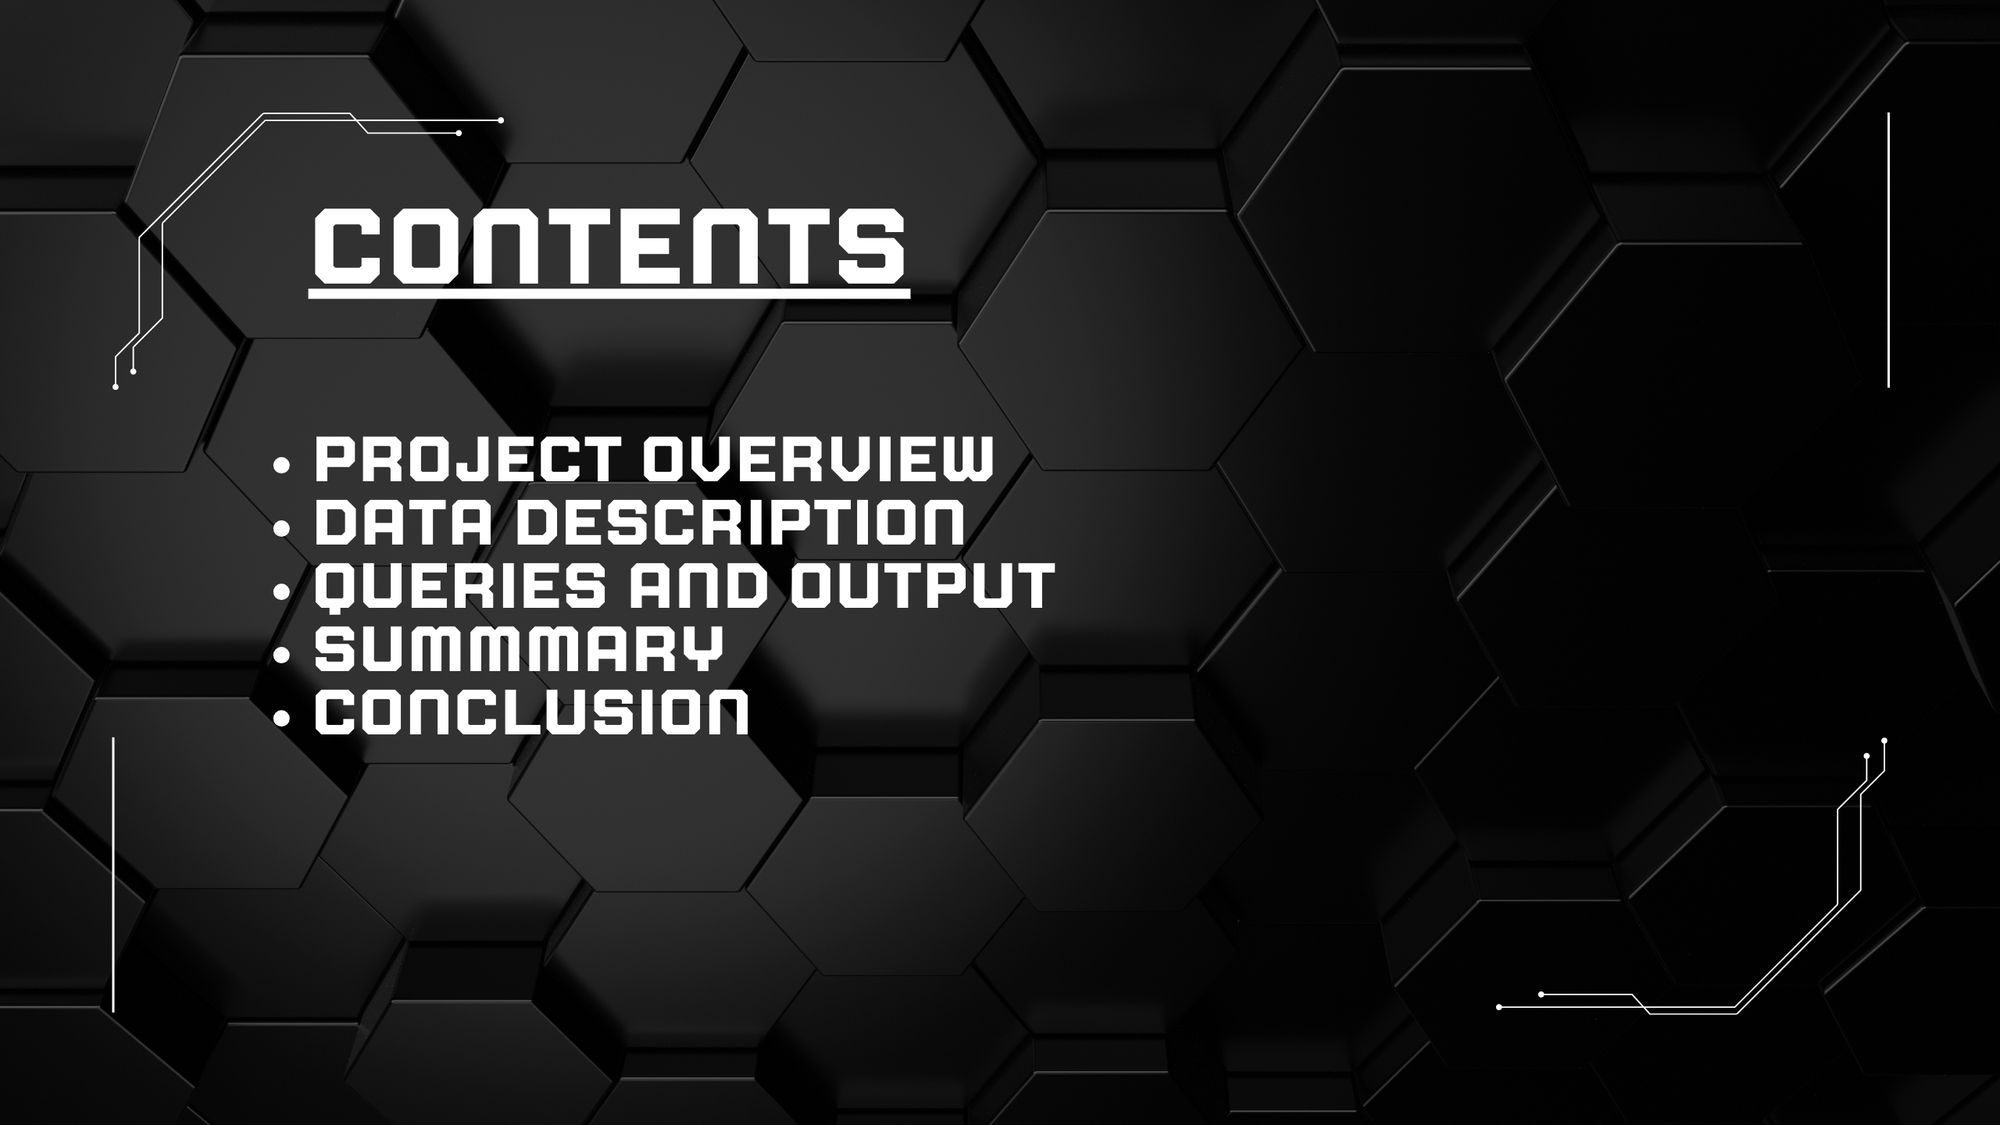 CONTENTS
• PROJECT OVERVIEW
• DATA DESCRIPTION
• QUERIES AND OUTPUT
• SUMMMARY
• CONCLUSION